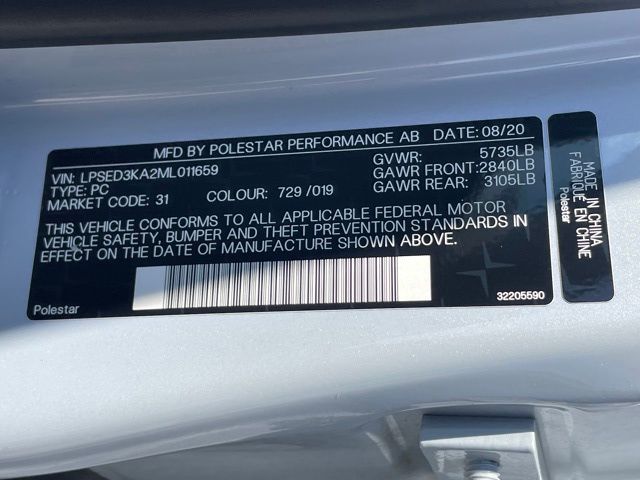 MFD BY POLESTAR PERFORMANCE AB DATE: 08/20
VIN: LPSED3KA2ML011659 GVWR: 5735LB
TYPE: PC GAWR FRONT: 2840LB
MARKET CODE: 31 COLOUR: 729 /019 GAWR REAR: 3105LB
THIS VEHICLE CONFORMS TO ALL APPLICABLE FEDERAL MOTOR
VEHICLE SAFETY, BUMPER AND THEFT PREVENTION STANDARDS IN
EFFECT ON THE DATE OF MANUFACTURE SHOWN ABOVE.
Polestar 32205590
MADE IN CHINA
FABRIQUÉ EN CHINE
Polestar